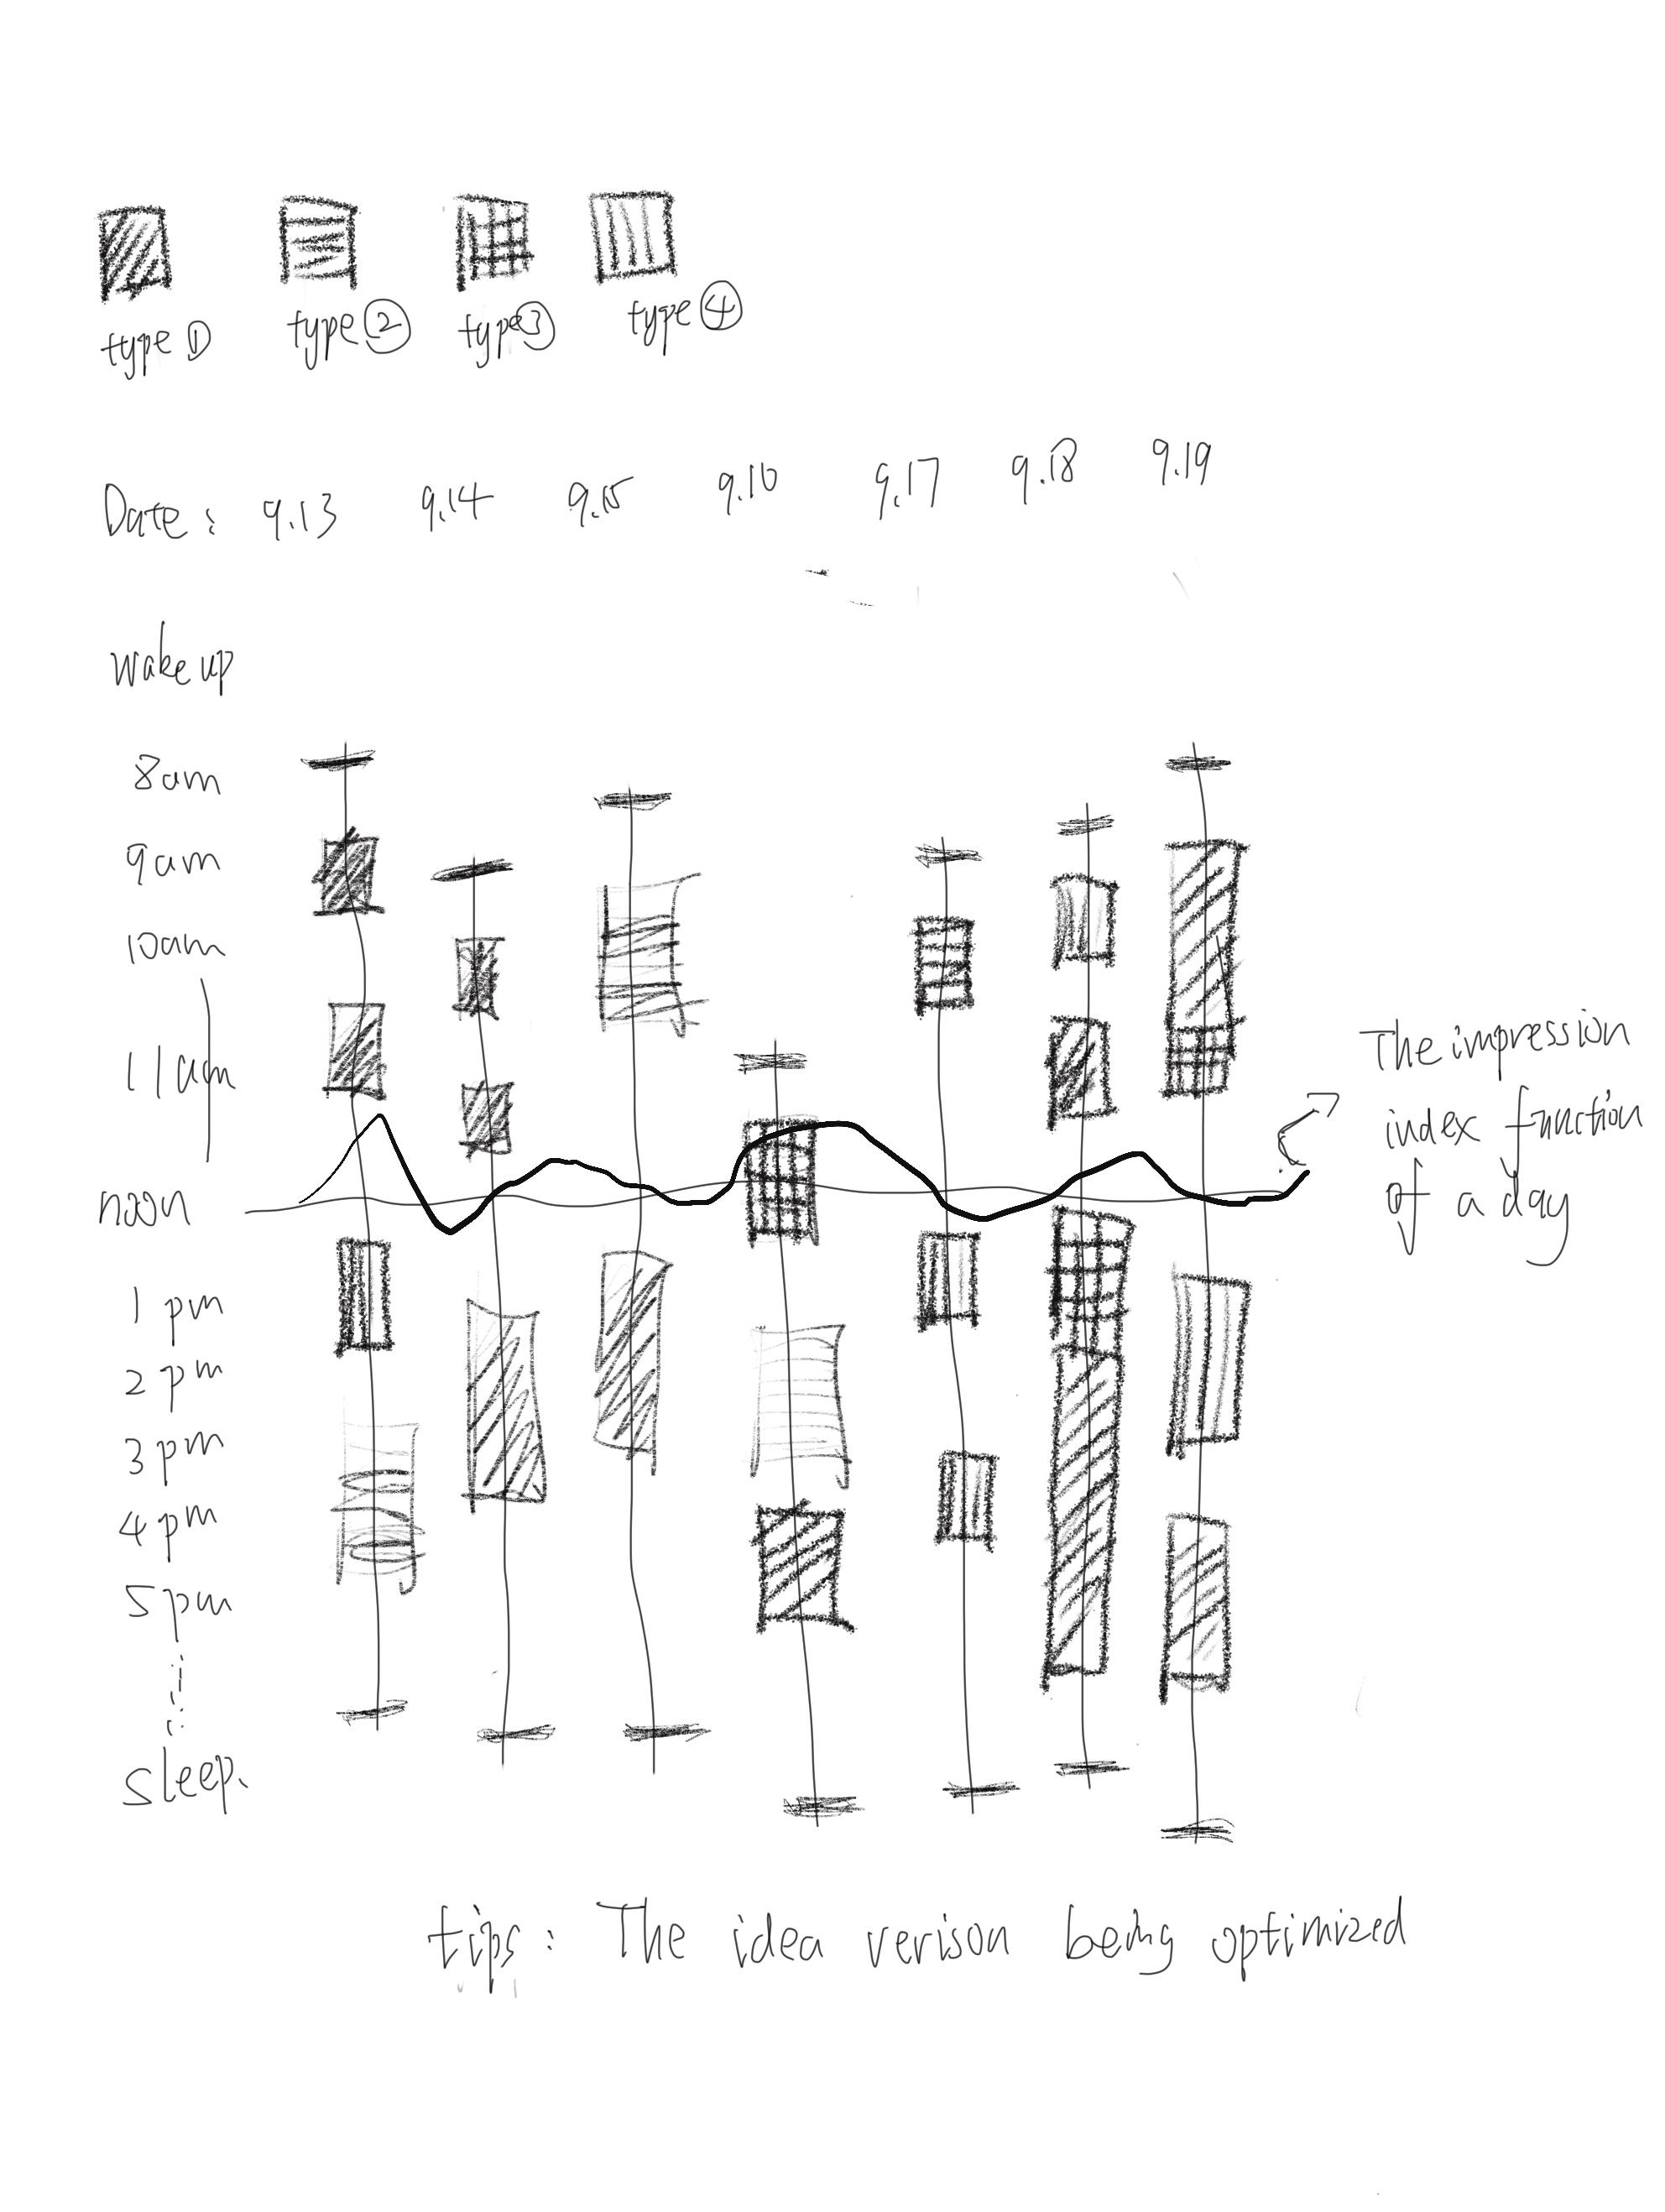 type ①
type ②
type ③
type ④
Date: 9.13 9.14 9.15 9.16 9.17 9.18 9.19
wake up
8am
9am
10am
11am
noon
1 pm
2 pm
3 pm
4 pm
5 pm
sleep.
The impression
index function
of a day
tips: The idea verison being optimized